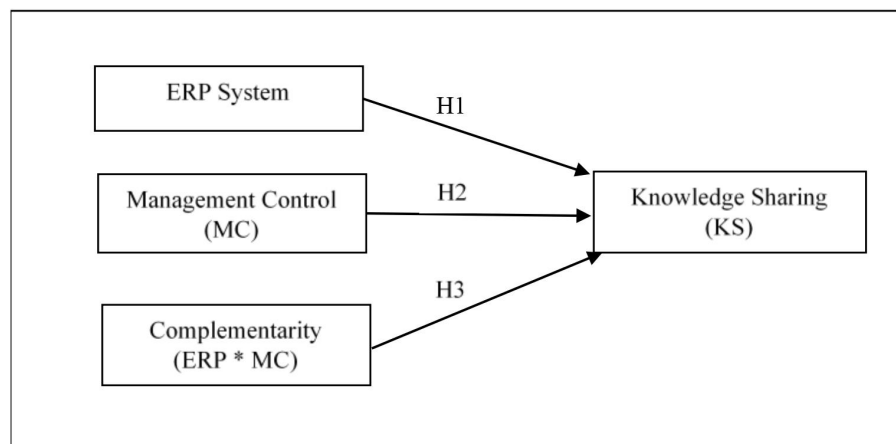 ERP System
H1
Management Control
(MC)
H2
Knowledge Sharing
(KS)
H3
Complementarity
(ERP * MC)